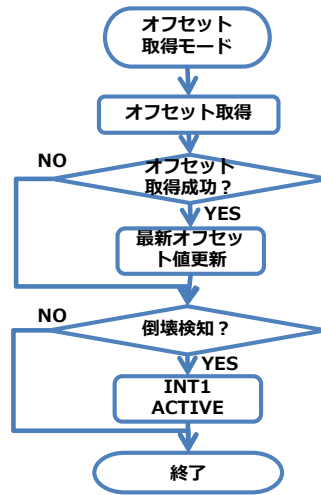 オフセット
取得モード
オフセット取得
NO
オフセット
取得成功？
YES
最新オフセッ
ト値更新
NO
倒壊検知？
YES
INT1
ACTIVE
終了